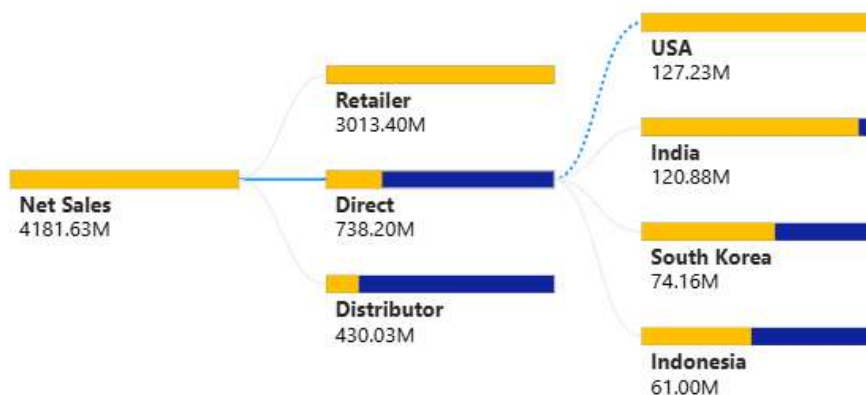 Net Sales
4181.63M
Retailer
3013.40M
Direct
738.20M
Distributor
430.03M
USA
127.23M
India
120.88M
South Korea
74.16M
Indonesia
61.00M